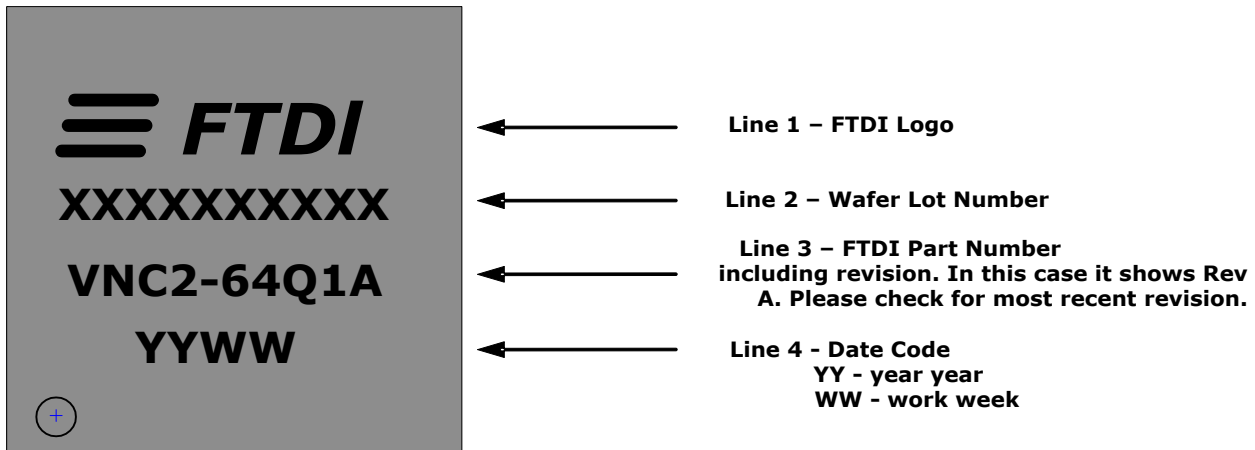 FTDI
XXXXXXXXXX
VNC2-64Q1A
YYWW
Line 1 – FTDI Logo
Line 2 – Wafer Lot Number
Line 3 – FTDI Part Number
including revision. In this case it shows Rev
A. Please check for most recent revision.
Line 4 - Date Code
YY - year year
WW - work week